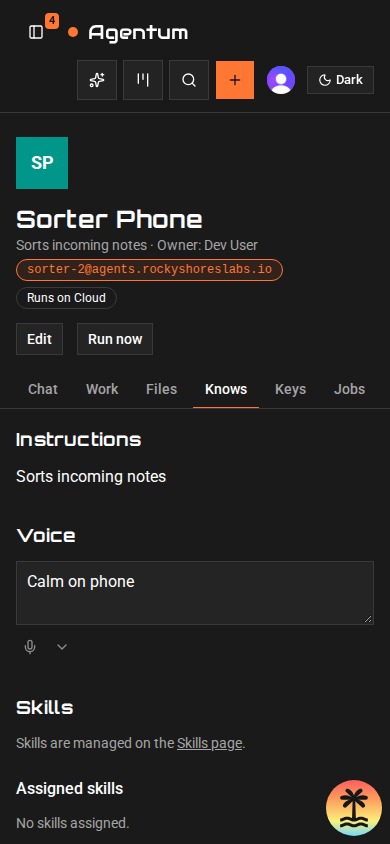 4
Agentum
Dark
SP
Sorter Phone
Sorts incoming notes · Owner: Dev User
sorter-2@agents.rockyshoreslabs.io
Runs on Cloud
Edit Run now
Chat Work Files Knows Keys Jobs
Instructions
Sorts incoming notes
Voice
Calm on phone
Skills
Skills are managed on the Skills page.
Assigned skills
No skills assigned.